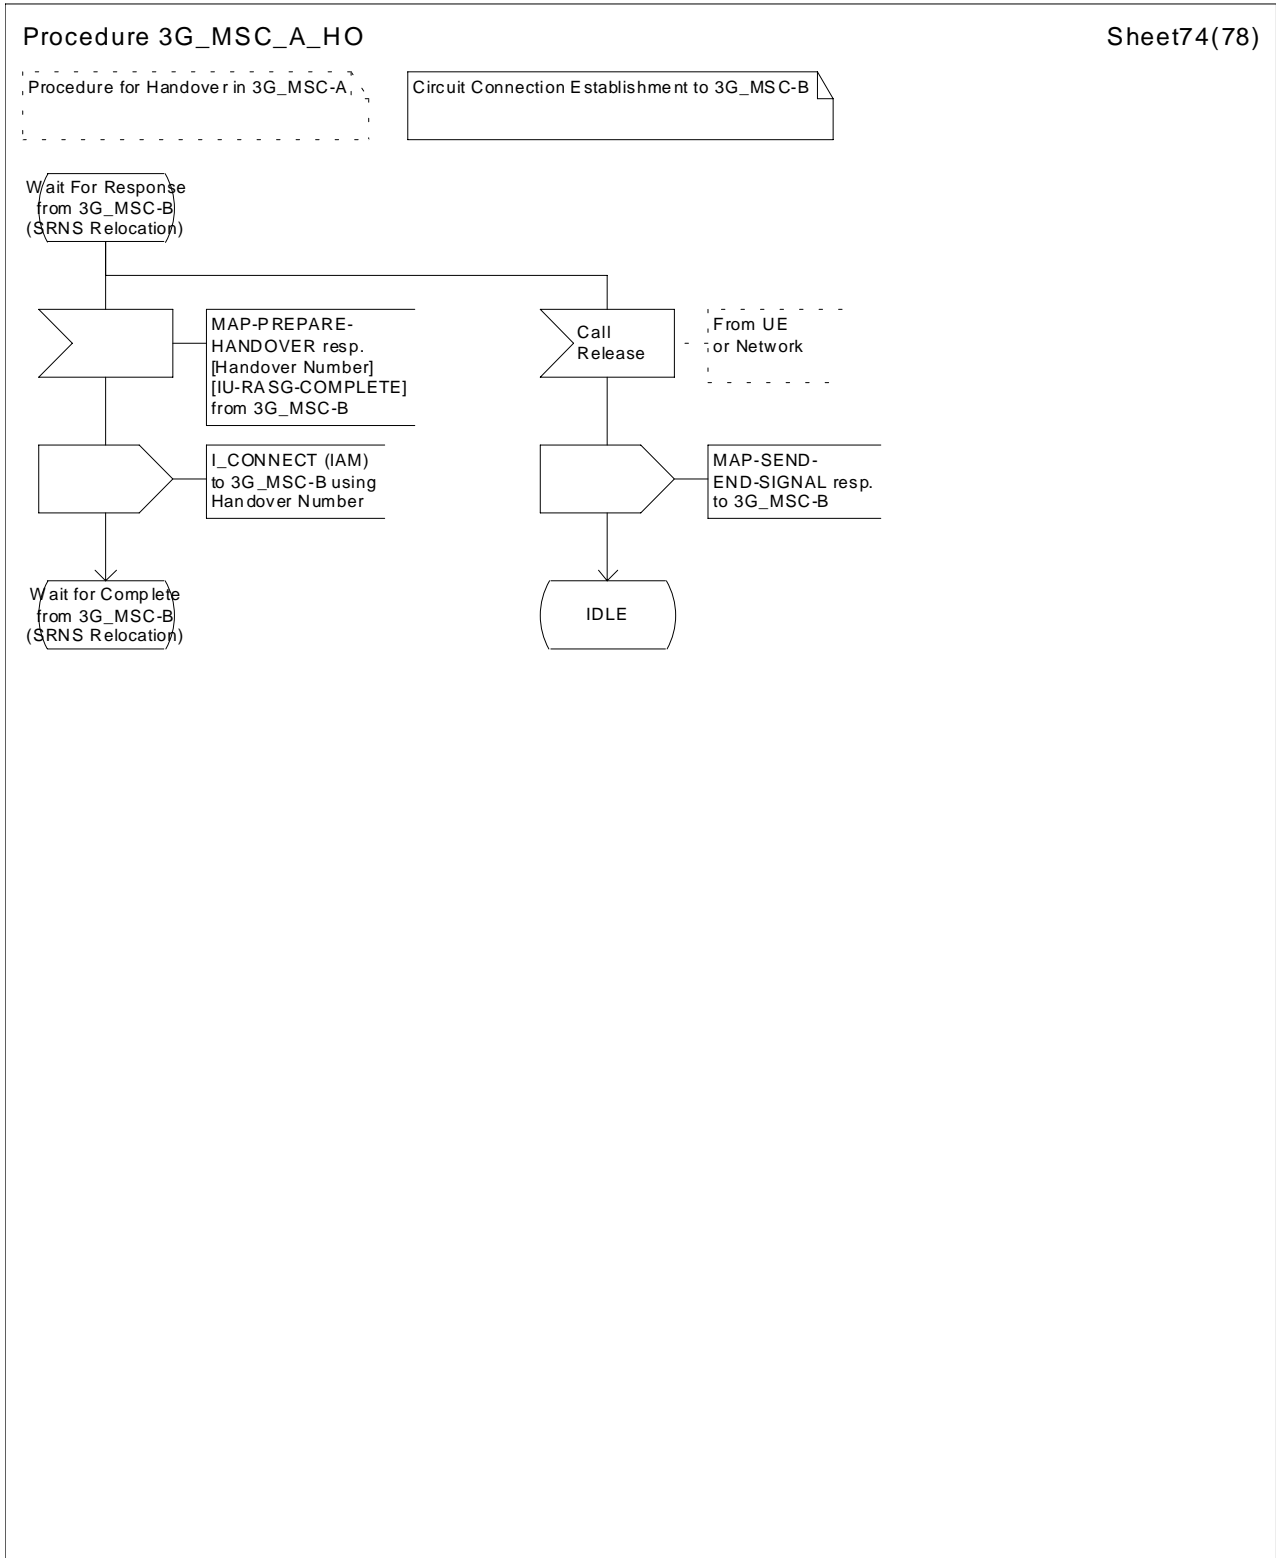 Procedure 3G_MSC_A_HO
Sheet74(78)
Procedure for Handover in 3G_MSC-A
Circuit Connection Establishment to 3G_MSC-B
Wait For Response
from 3G_MSC-B
(SRNS Relocation)
MAP-PREPARE-
HANDOVER resp.
[Handover Number]
[IU-RASG-COMPLETE]
from 3G_MSC-B
Call
Release
From UE
or Network
I_CONNECT (IAM)
to 3G_MSC-B using
Handover Number
MAP-SEND-
END-SIGNAL resp.
to 3G_MSC-B
Wait for Complete
from 3G_MSC-B
(SRNS Relocation)
IDLE